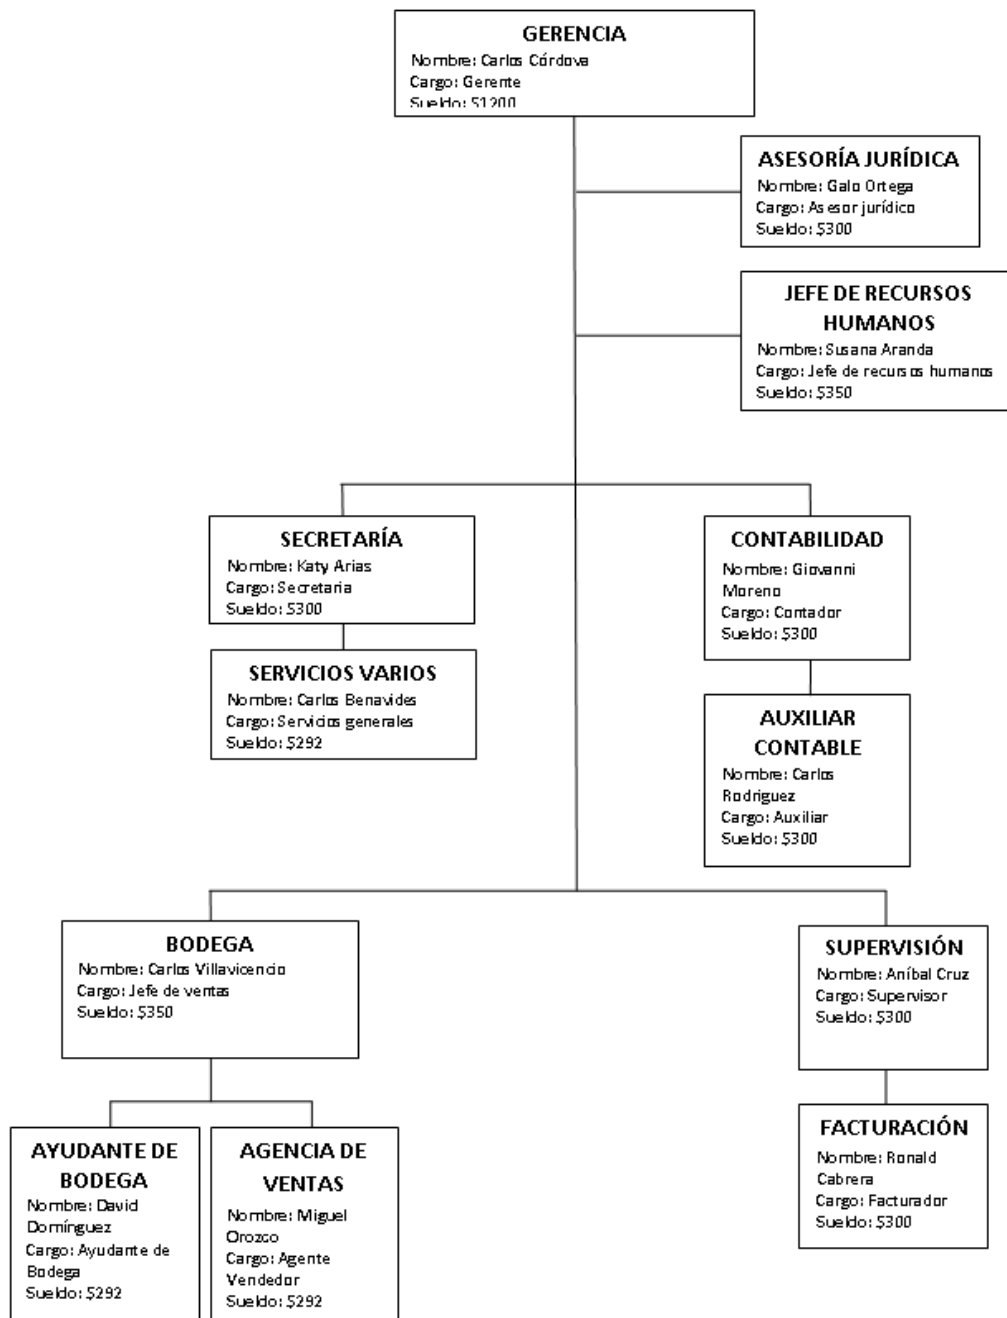 GERENCIA
Nombre: Carlos Córdova
Cargo: Gerente
Sueldo: $1200
ASESORÍA JURÍDICA
Nombre: Galo Ortega
Cargo: Asesor jurídico
Sueldo: $300
JEFE DE RECURSOS
HUMANOS
Nombre: Susana Aranda
Cargo: Jefe de recursos humanos
Sueldo: $350
SECRETARÍA
Nombre: Katy Arias
Cargo: Secretaria
Sueldo: $300
CONTABILIDAD
Nombre: Giovanni
Moreno
Cargo: Contador
Sueldo: $300
SERVICIOS VARIOS
Nombre: Carlos Benavides
Cargo: Servicios generales
Sueldo: $292
AUXILIAR
CONTABLE
Nombre: Carlos
Rodriguez
Cargo: Auxiliar
Sueldo: $300
BODEGA
Nombre: Carlos Villavicencio
Cargo: Jefe de ventas
Sueldo: $350
SUPERVISIÓN
Nombre: Aníbal Cruz
Cargo: Supervisor
Sueldo: $300
AYUDANTE DE
BODEGA
Nombre: David
Domínguez
Cargo: Ayudante de
Bodega
Sueldo: $292
AGENCIA DE
VENTAS
Nombre: Miguel
Orozco
Cargo: Agente
Vendedor
Sueldo: $292
FACTURACIÓN
Nombre: Ronald
Cabrera
Cargo: Facturador
Sueldo: $300